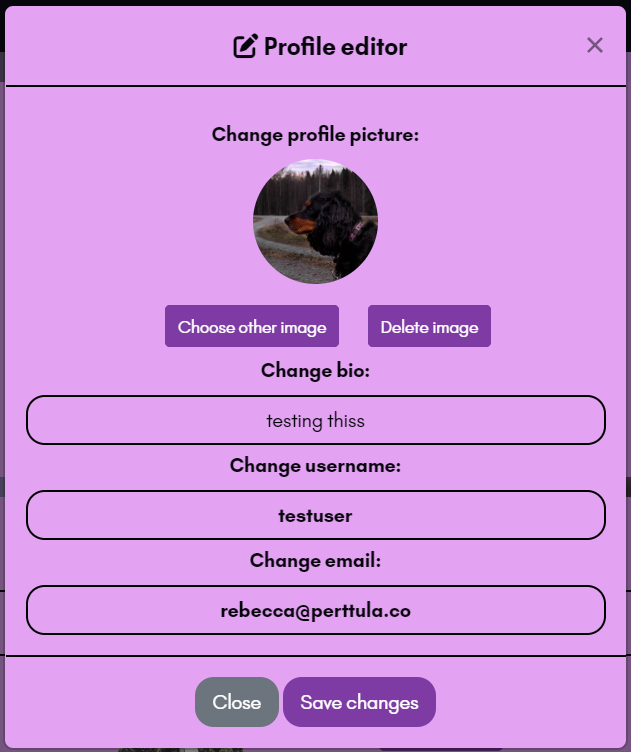 Profile editor
Change profile picture:
Choose other image Delete image
Change bio:
testing thiss
Change username:
testuser
Change email:
rebecca@perttula.co
Close Save changes